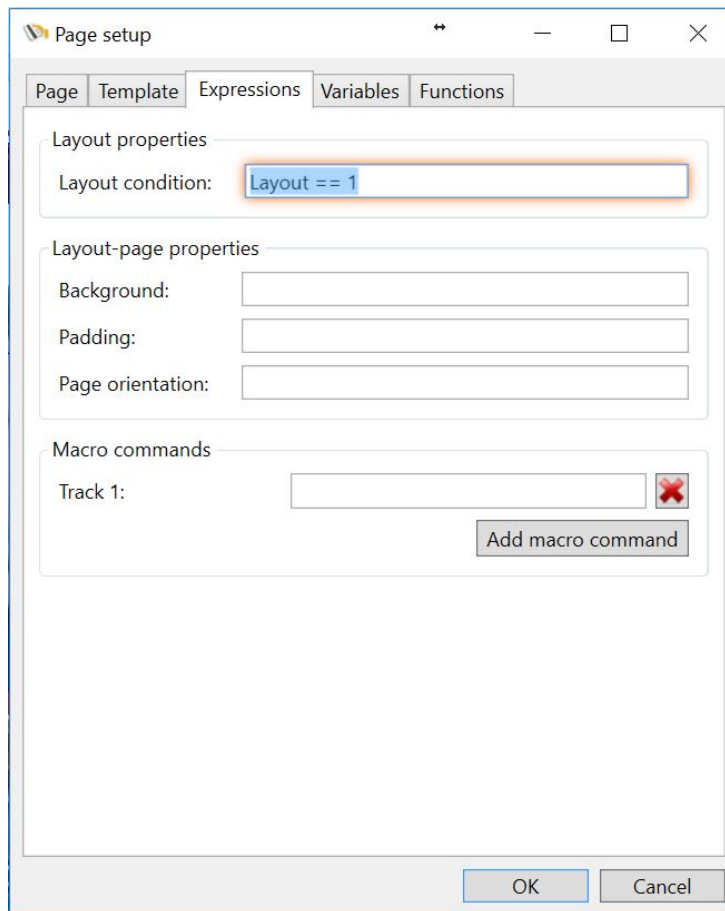 Page setup
Page Template Expressions Variables Functions
Layout properties
Layout condition: Layout == 1
Layout-page properties
Background:
Padding:
Page orientation:
Macro commands
Track 1:
Add macro command
OK Cancel